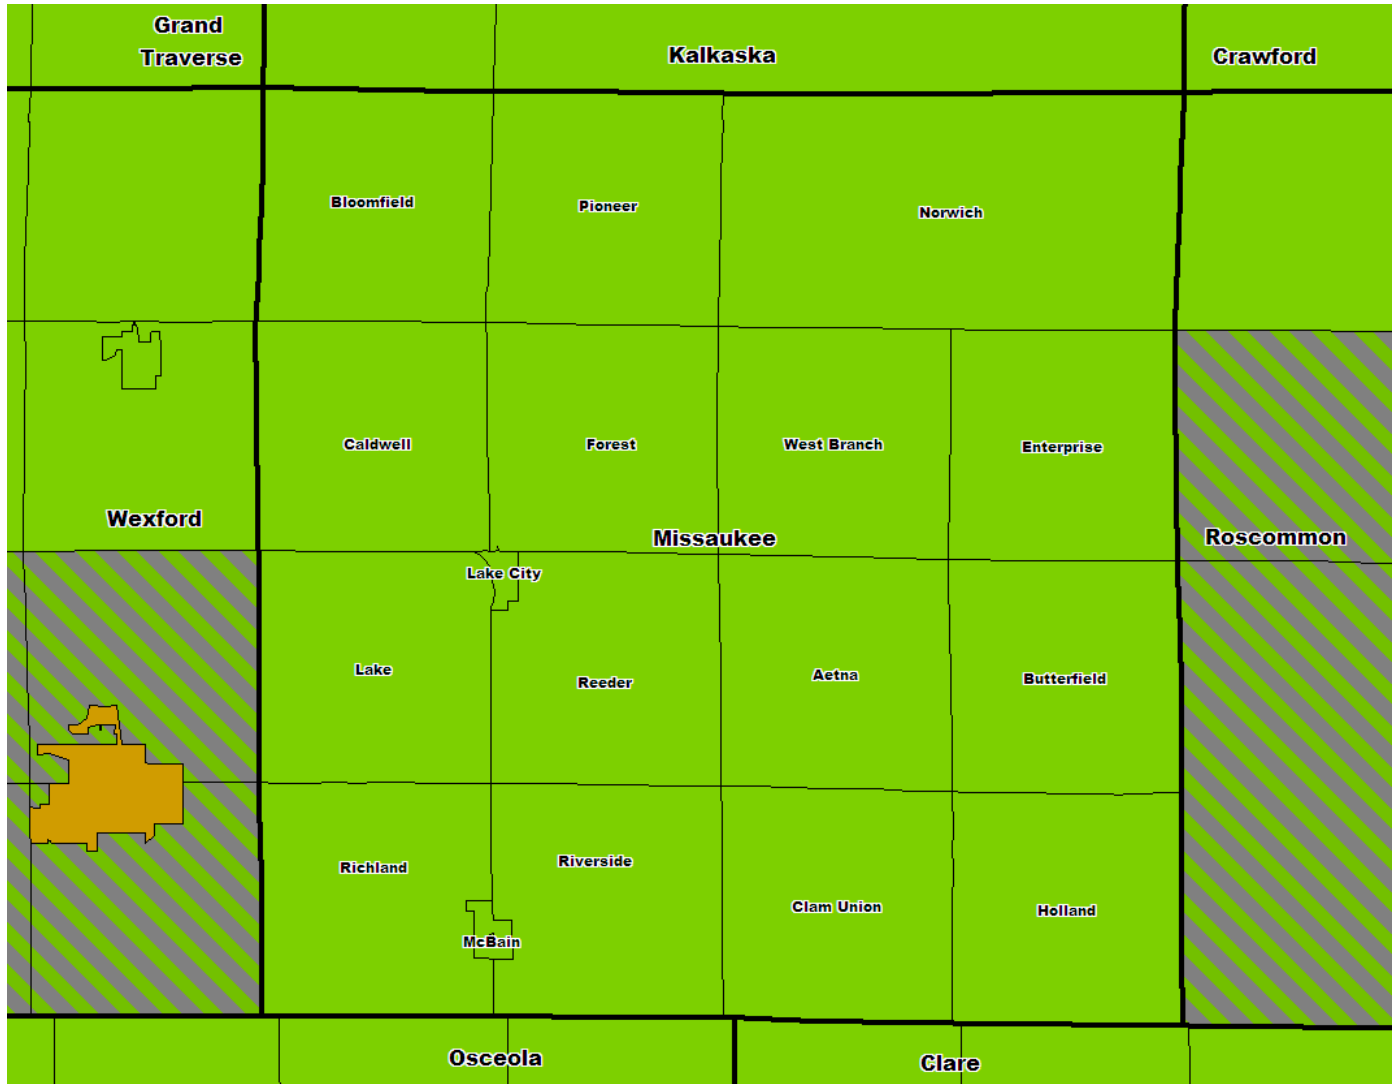 Grand
Traverse
Kalkaska
Crawford
Bloomfield
Pioneer
Norwich
Caldwell
Forest
West Branch
Enterprise
Wexford
Missaukee
Roscommon
Lake City
Lake
Reeder
Aetna
Butterfield
Richland
Riverside
Clam Union
Holland
McBain
Osceola
Clare